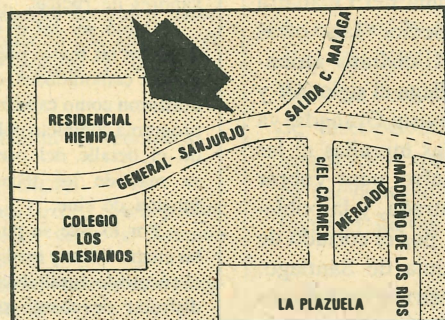 SALIDA C. MALAGA
RESIDENCIAL
HIENIPA
GENERAL-SANJURJO
COLEGIO
LOS
SALESIANOS
c/EL CARMEN
MERCADO
c/MADUEÑO DE LOS RIOS
LA PLAZUELA